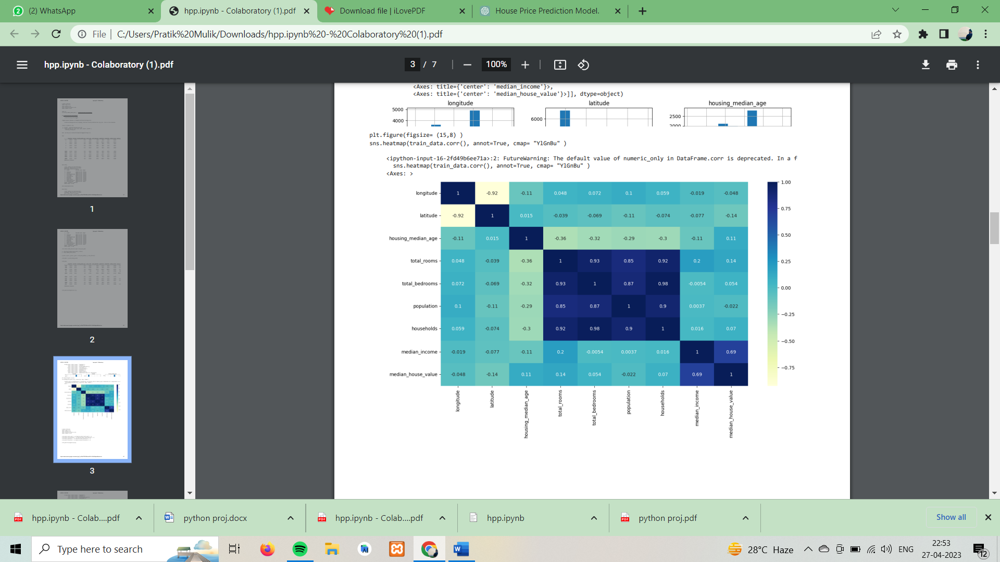 (2) WhatsApp
hpp.ipynb - Colaboratory (1).pdf
Download file | iLovePDF
House Price Prediction Model.
File | C:/Users/Pratik%20Mulik/Downloads/hpp.ipynb%20-%20Colaboratory%20(1).pdf
hpp.ipynb - Colaboratory (1).pdf
3 / 7
100%
1
2
3
<Axes: title={'center': 'median_income'}>,
<Axes: title={'center': 'median_house_value'}>]], dtype=object)
longitude latitude housing_median_age
5000
4000
6000
2500
plt.figure(figsize= (15,8) )
sns.heatmap(train_data.corr(), annot=True, cmap= "YlGnBu" )
<ipython-input-16-2fd49b6ee71a>:2: FutureWarning: The default value of numeric_only in DataFrame.corr is deprecated. In a f
sns.heatmap(train_data.corr(), annot=True, cmap= "YlGnBu" )
<Axes: >
longitude 1 -0.92 -0.11 0.048 0.072 0.1 0.059 -0.019 -0.048
latitude -0.92 1 0.015 -0.039 -0.069 -0.11 -0.074 -0.077 -0.14
housing_median_age -0.11 0.015 1 -0.36 -0.32 -0.29 -0.3 -0.11 0.11
total_rooms 0.048 -0.039 -0.36 1 0.93 0.85 0.92 0.2 0.14
total_bedrooms 0.072 -0.069 -0.32 0.93 1 0.87 0.98 -0.0054 0.054
population 0.1 -0.11 -0.29 0.85 0.87 1 0.9 0.0037 -0.022
households 0.059 -0.074 -0.3 0.92 0.98 0.9 1 0.016 0.07
median_income -0.019 -0.077 -0.11 0.2 -0.0054 0.0037 0.016 1 0.69
median_house_value -0.048 -0.14 0.11 0.14 0.054 -0.022 0.07 0.69 1
longitude
latitude
housing_median_age
total_rooms
total_bedrooms
population
households
median_income
median_house_value
1.00
0.75
0.50
0.25
0.00
−0.25
−0.50
−0.75
hpp.ipynb - Colab....pdf
python proj.docx
hpp.ipynb - Colab....pdf
hpp.ipynb
python proj.pdf
Show all
Type here to search
28°C Haze
ENG
22:53
27-04-2023
12